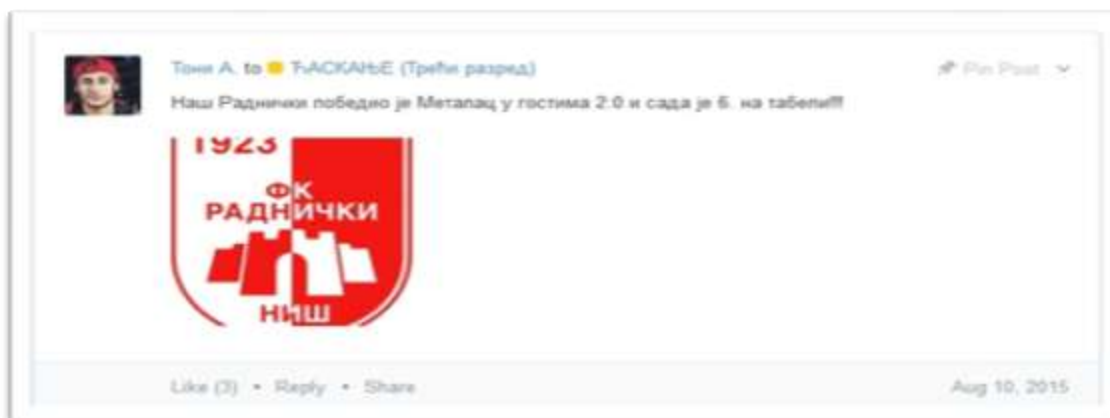 Тони А. to ЋАСКАЊЕ (Трећи разред)
Pin Post
Наш Раднички победио је Металац у гостима 2:0 и сада је 6. на табели!!!
1923
ФК
РАДНИЧКИ
НИШ
Like (3) • Reply • Share
Aug 10, 2015